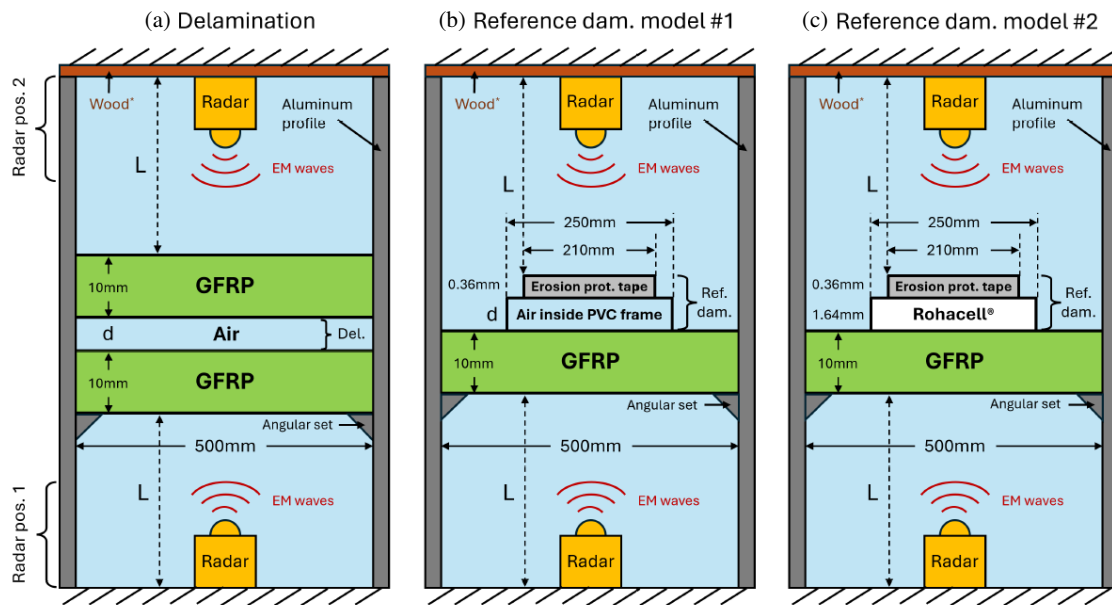 (a) Delamination
Radar pos. 2
Wood*
Radar
Aluminum
profile
EM waves
L
10mm
GFRP
d
Air
Del.
10mm
GFRP
Angular set
500mm
L
EM waves
Radar
Radar pos. 1
(b) Reference dam. model #1
Wood*
Radar
Aluminum
profile
EM waves
L
250mm
210mm
0.36mm
Erosion prot. tape
d
Air inside PVC frame
Ref.
dam.
10mm
GFRP
Angular set
500mm
L
EM waves
Radar
(c) Reference dam. model #2
Wood*
Radar
Aluminum
profile
EM waves
L
250mm
210mm
0.36mm
Erosion prot. tape
1.64mm
Rohacell®
Ref.
dam.
10mm
GFRP
Angular set
500mm
L
EM waves
Radar